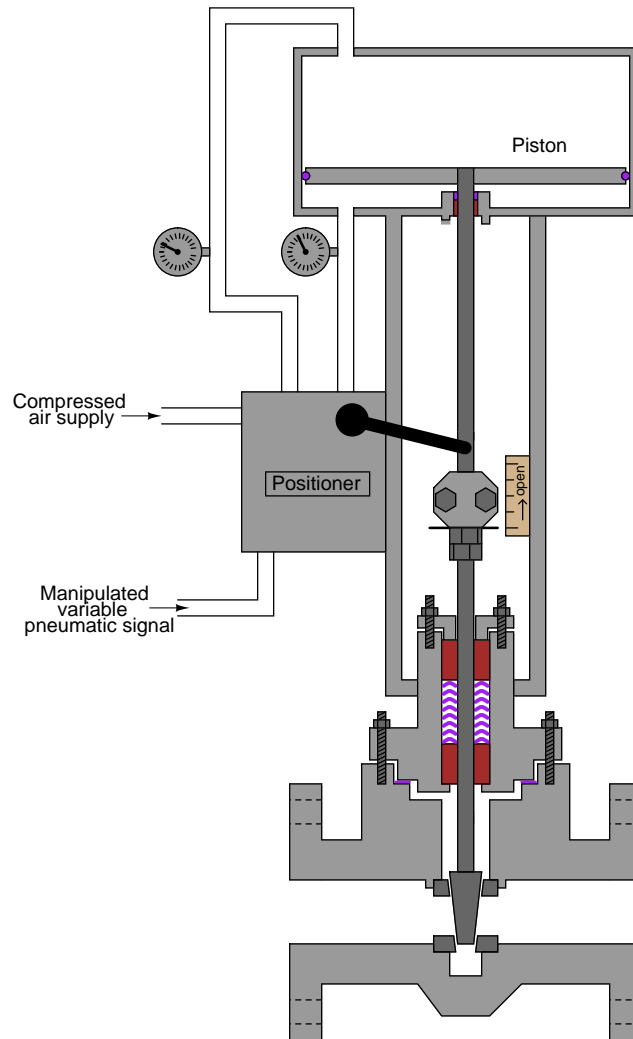 Piston
Compressed
air supply
Positioner
open
Manipulated
variable
pneumatic signal